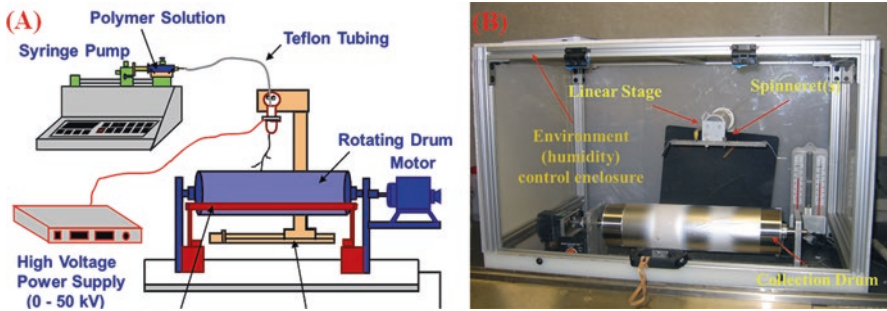 (A)
Polymer Solution
Syringe Pump
Teflon Tubing
Rotating Drum
Motor
High Voltage
Power Supply
(0 - 50 kV)
(B)
Linear Stage
Spinneret(s)
Environment
(humidity)
control enclosure
Collection Drum